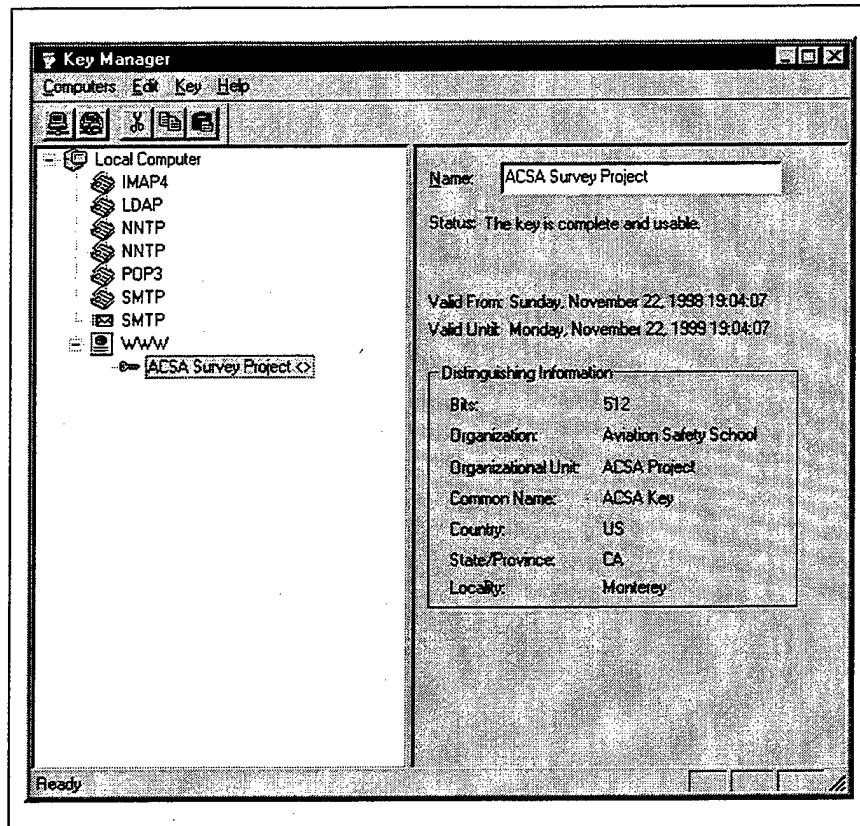 Key Manager
Computers Edit Key Help
Local Computer
IMAP4
LDAP
NNTP
NNTP
POP3
SMTP
SMTP
WWW
ACSA Survey Project <>
Name: ACSA Survey Project
Status: The key is complete and usable.
Valid From: Sunday, November 22, 1998 19:04:07
Valid Until: Monday, November 22, 1999 19:04:07
Distinguishing Information
Bits: 512
Organization: Aviation Safety School
Organizational Unit: ACSA Project
Common Name: ACSA Key
Country: US
State/Province: CA
Locality: Monterey
Ready